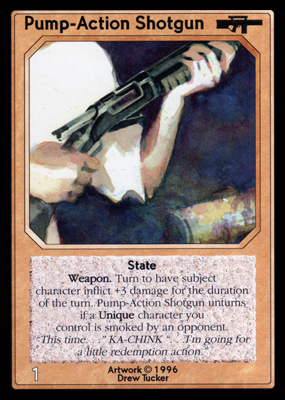 Pump-Action Shotgun
State
Weapon. Turn to have subject
character inflict +3 damage for the duration
of the turn. Pump-Action Shotgun unturns
if a Unique character you
control is smoked by an opponent.
"This time. . ." KA-CHINK ". . .I'm going for
a little redemption action."
1
Artwork © 1996
Drew Tucker